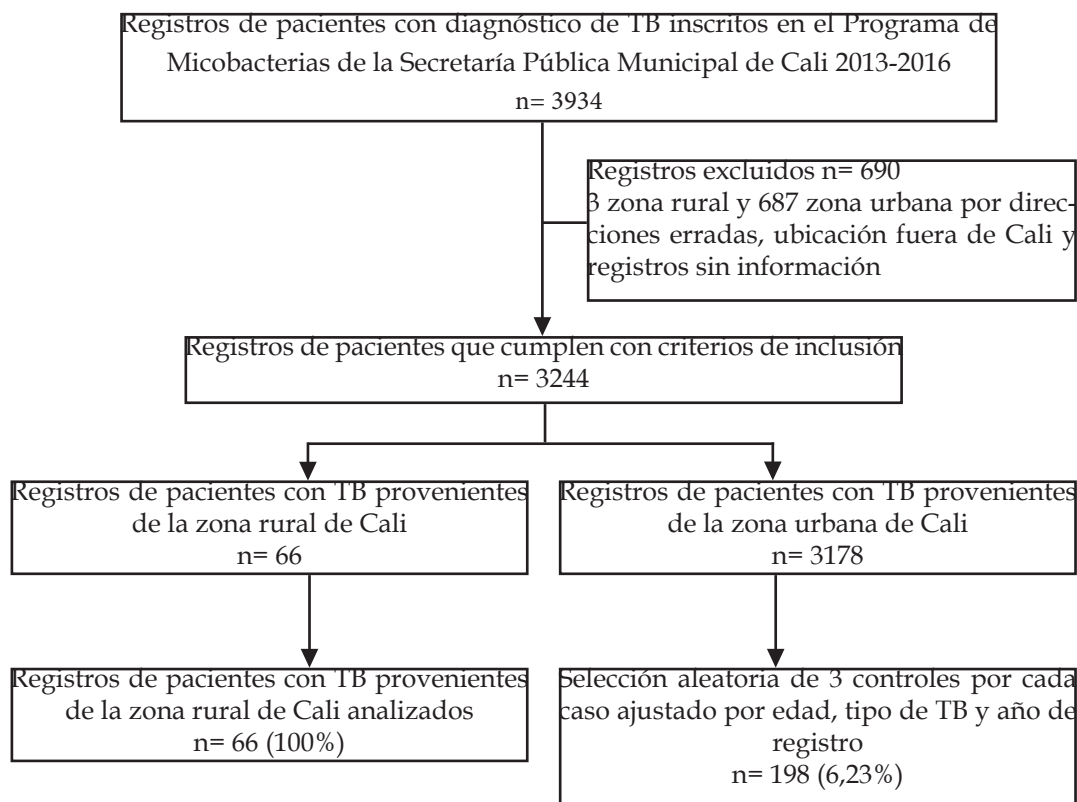 Registros de pacientes con diagnóstico de TB inscritos en el Programa de
Micobacterias de la Secretaría Pública Municipal de Cali 2013-2016
n= 3934
Registros excluidos n= 690
3 zona rural y 687 zona urbana por direc-
ciones erradas, ubicación fuera de Cali y
registros sin información
Registros de pacientes que cumplen con criterios de inclusión
n= 3244
Registros de pacientes con TB provenientes
de la zona rural de Cali
n= 66
Registros de pacientes con TB provenientes
de la zona urbana de Cali
n= 3178
Registros de pacientes con TB provenientes
de la zona rural de Cali analizados
n= 66 (100%)
Selección aleatoria de 3 controles por cada
caso ajustado por edad, tipo de TB y año de
registro
n= 198 (6,23%)